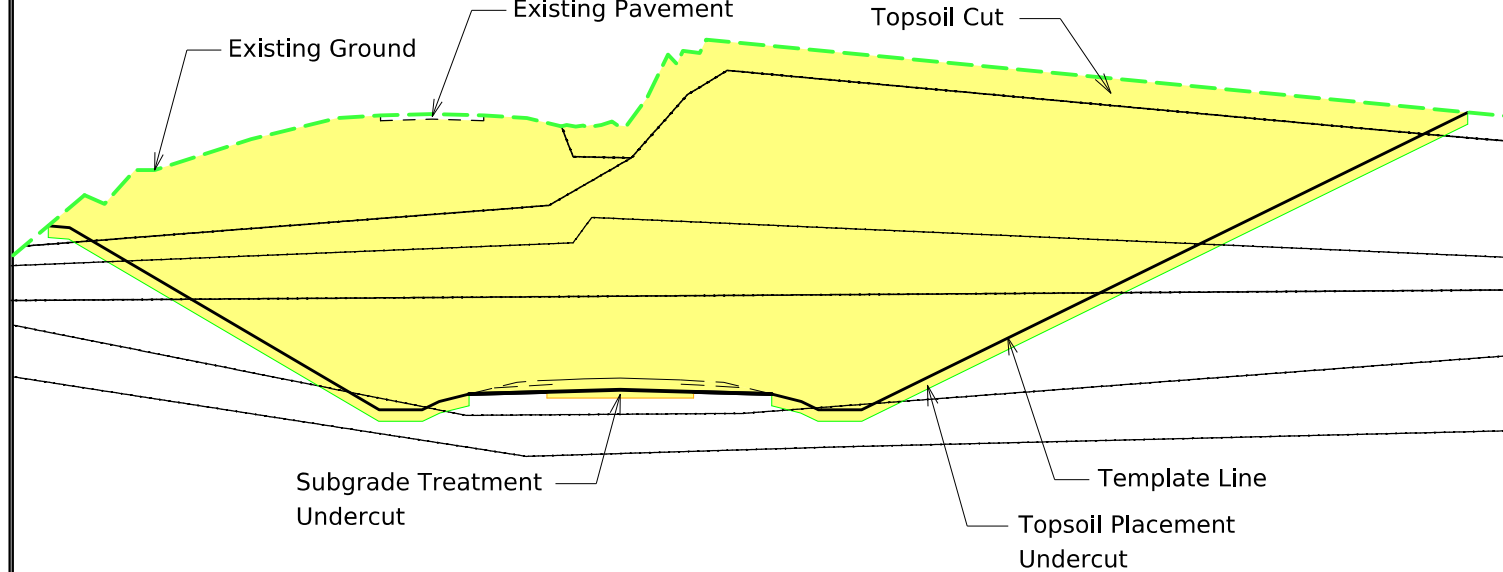 Existing Pavement
Topsoil Cut
Existing Ground
Subgrade Treatment
Undercut
Template Line
Topsoil Placement
Undercut